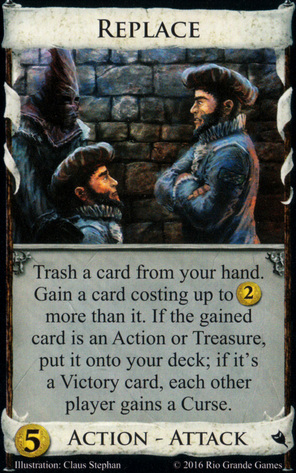 REPLACE
Trash a card from your hand.
Gain a card costing up to 2
more than it. If the gained
card is an Action or Treasure,
put it onto your deck; if it's
a Victory card, each other
player gains a Curse.
5 ACTION - ATTACK
Illustration: Claus Stephan © 2016 Rio Grande Games